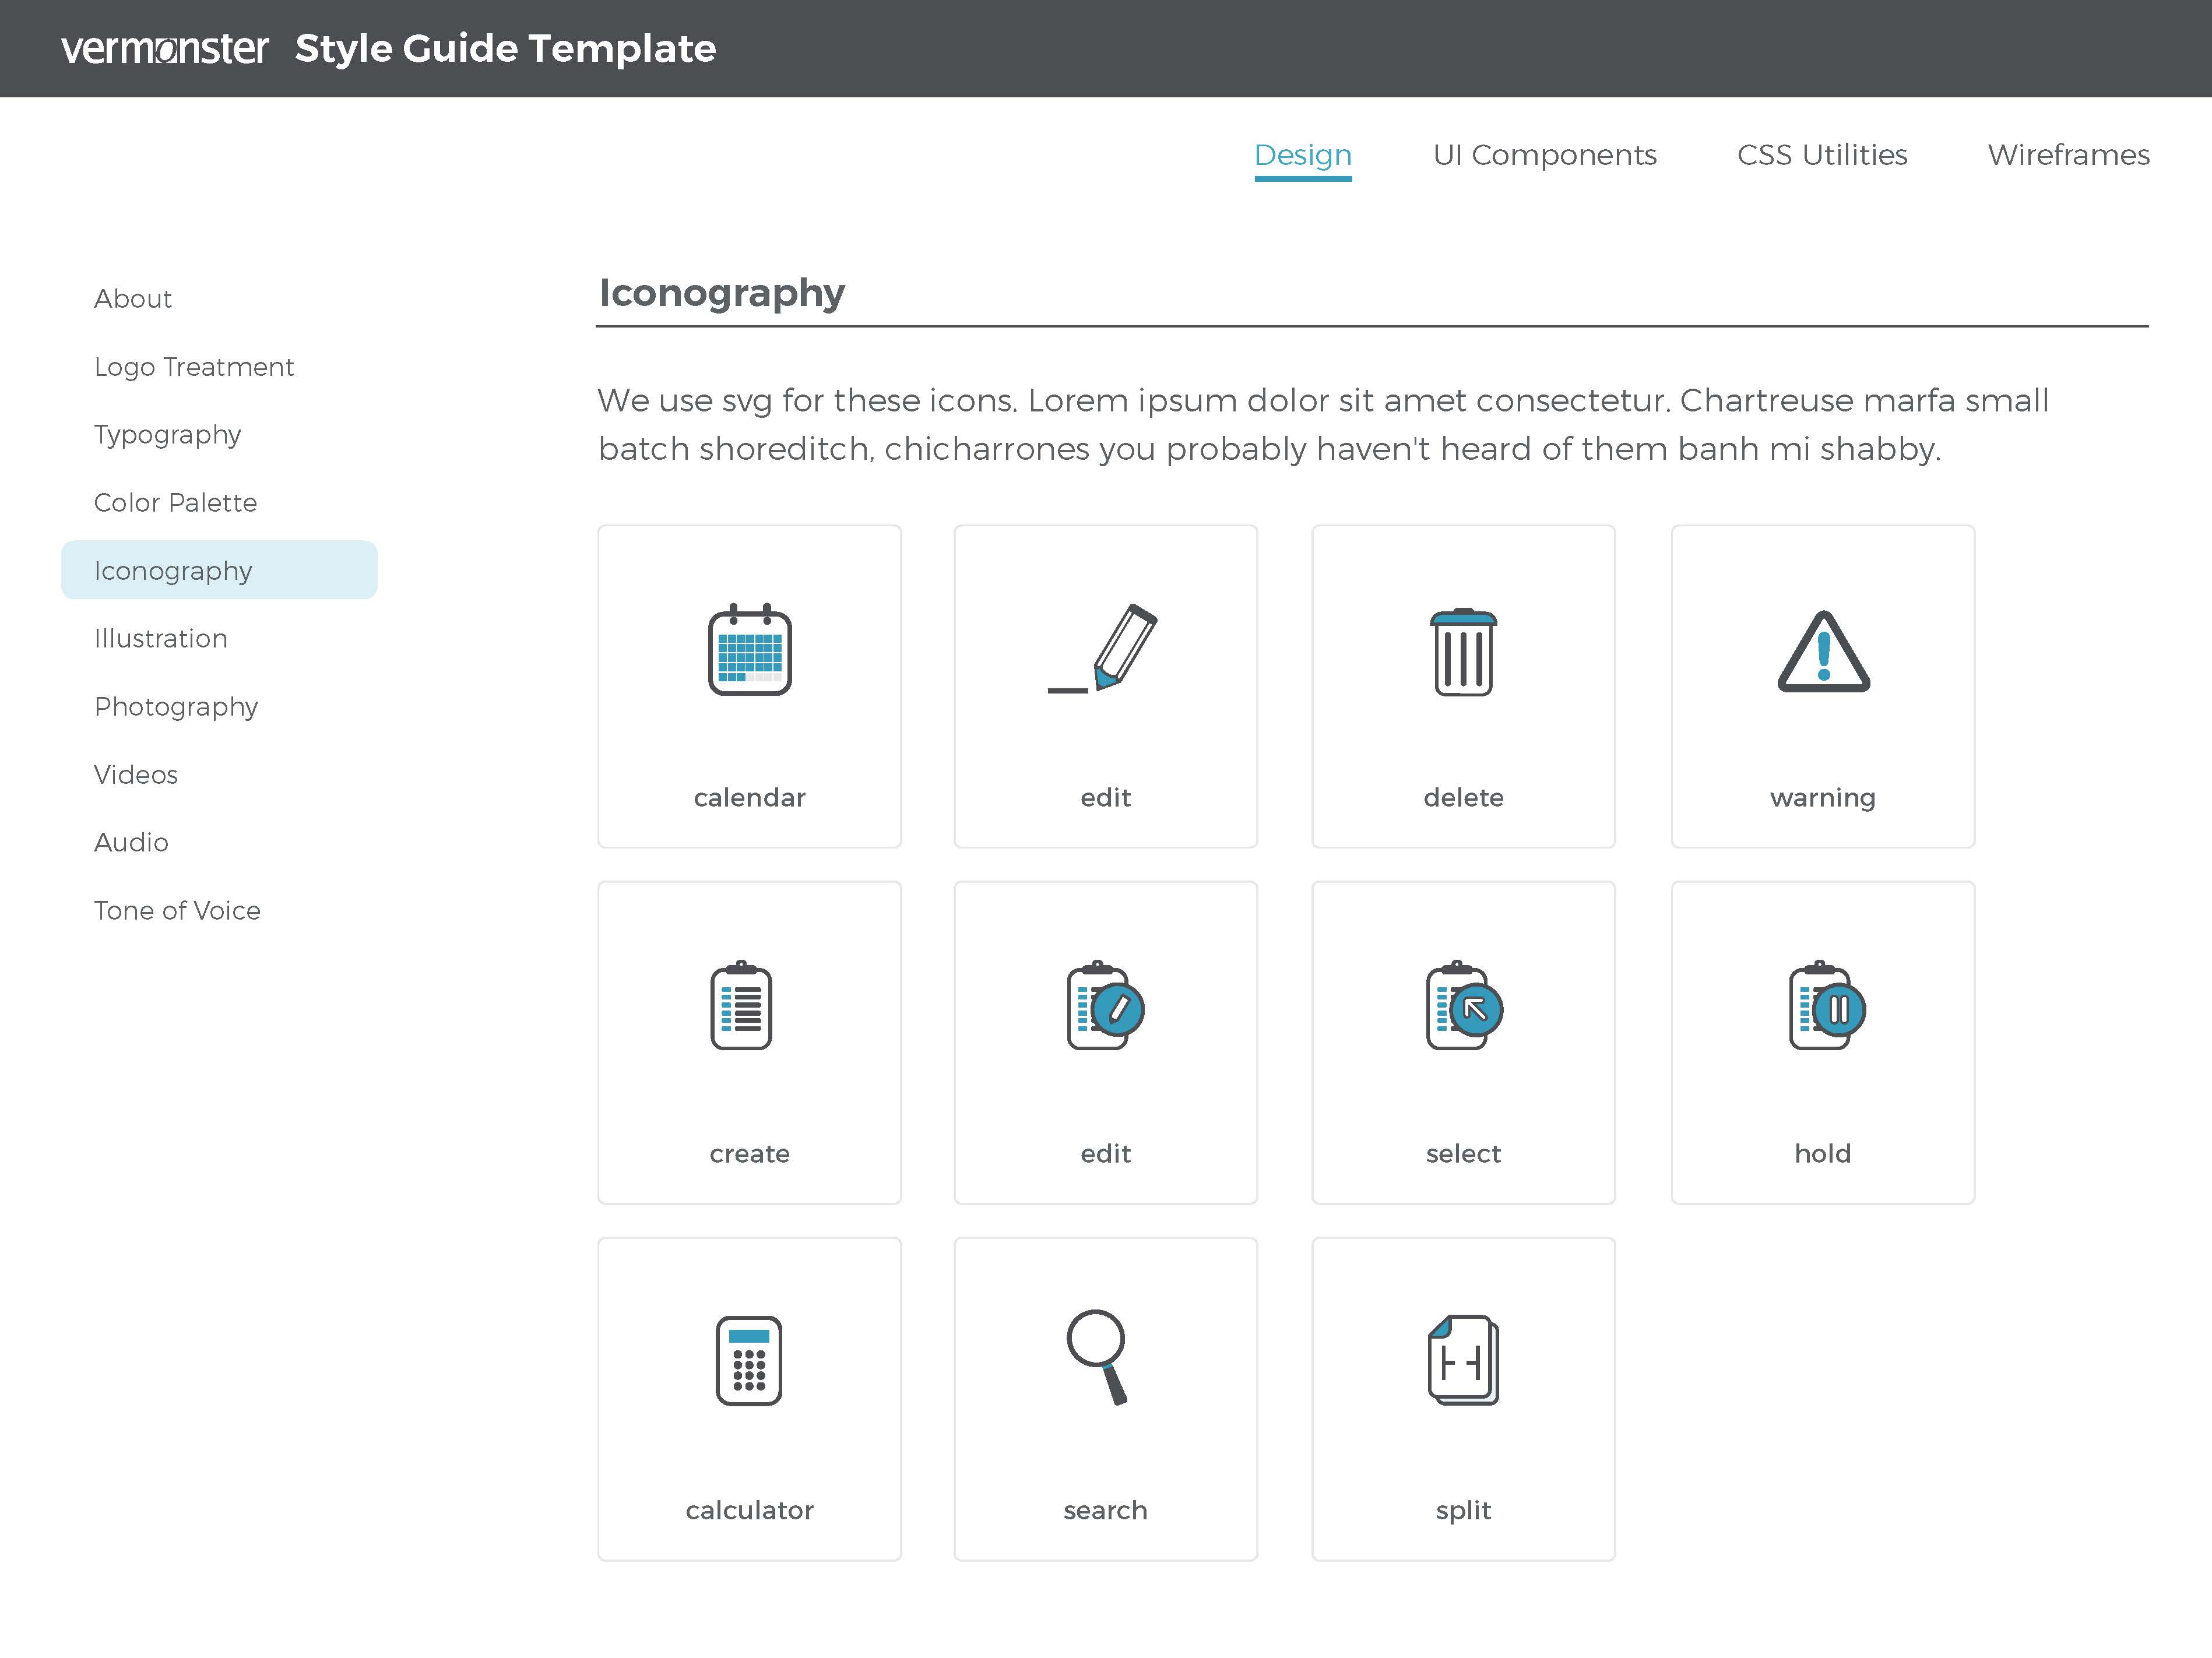 vermonster Style Guide Template
Design UI Components CSS Utilities Wireframes
About
Logo Treatment
Typography
Color Palette
Iconography
Illustration
Photography
Videos
Audio
Tone of Voice
Iconography
We use svg for these icons. Lorem ipsum dolor sit amet consectetur. Chartreuse marfa small
batch shoreditch, chicharrones you probably haven't heard of them banh mi shabby.
calendar edit delete warning
create edit select hold
calculator search split